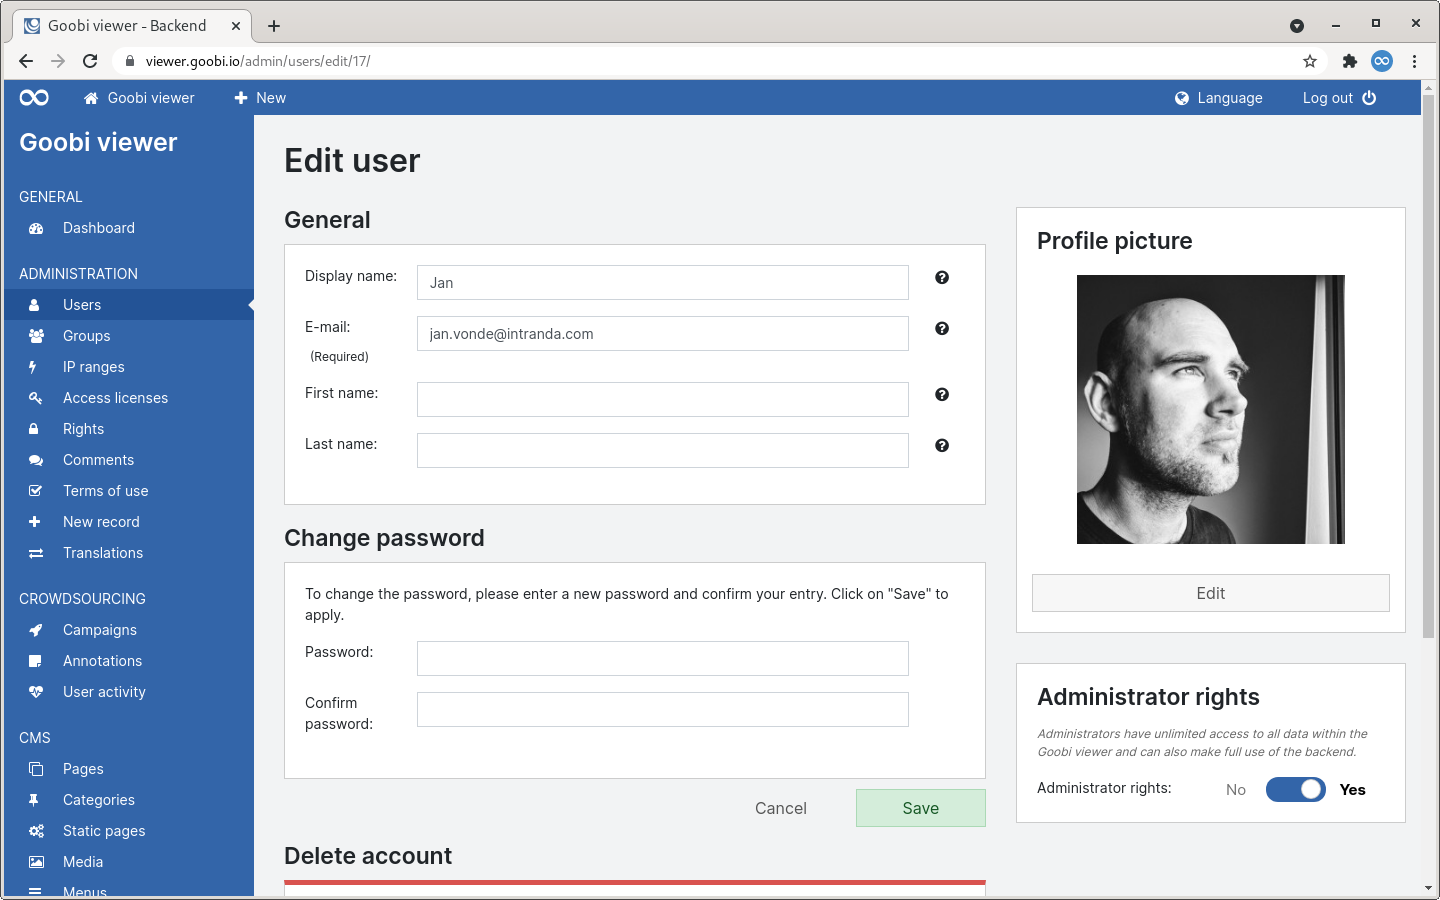 Goobi viewer - Backend
viewer.goobi.io/admin/users/edit/17/
Goobi viewer
New
Language
Log out
Goobi viewer
GENERAL
Dashboard
ADMINISTRATION
Users
Groups
IP ranges
Access licenses
Rights
Comments
Terms of use
New record
Translations
CROWDSOURCING
Campaigns
Annotations
User activity
CMS
Pages
Categories
Static pages
Media
Menus
Edit user
General
Display name:
Jan
E-mail:
jan.vonde@intranda.com
(Required)
First name:
Last name:
Change password
To change the password, please enter a new password and confirm your entry. Click on "Save" to
apply.
Password:
Confirm
password:
Cancel
Save
Delete account
Profile picture
Edit
Administrator rights
Administrators have unlimited access to all data within the
Goobi viewer and can also make full use of the backend.
Administrator rights:
No
Yes